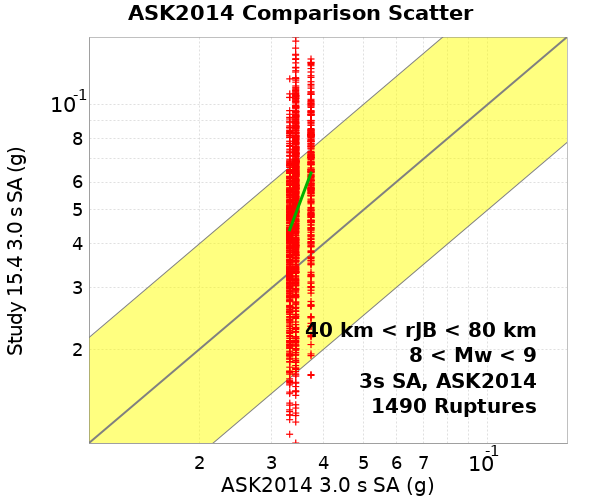 ASK2014 Comparison Scatter
Study 15.4 3.0 s SA (g)
10-1
8
6
5
4
3
2
40 km < rJB < 80 km
8 < Mw < 9
3s SA, ASK2014
1490 Ruptures
2 3 4 5 6 7 10-1
ASK2014 3.0 s SA (g)